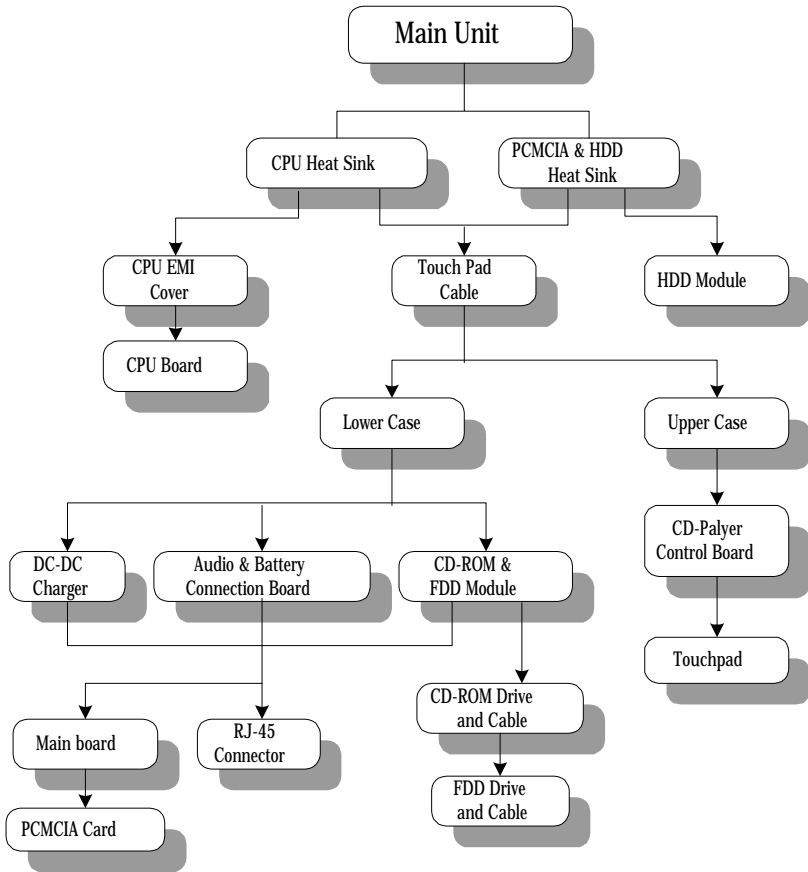 Main Unit
CPU Heat Sink
PCMCIA & HDD
Heat Sink
CPU EMI
Cover
Touch Pad
Cable
HDD Module
CPU Board
Lower Case
Upper Case
DC-DC
Charger
Audio & Battery
Connection Board
CD-ROM &
FDD Module
CD-Palyer
Control Board
Touchpad
Main board
RJ-45
Connector
CD-ROM Drive
and Cable
PCMCIA Card
FDD Drive
and Cable